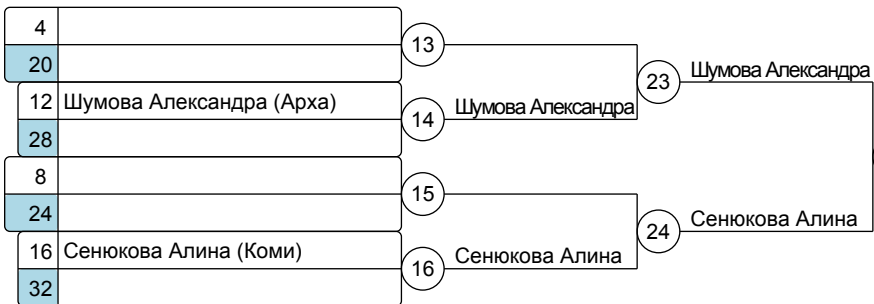 4
13
20
23 Шумова Александра
12 Шумова Александра (Арха)
14 Шумова Александра
28
8
15
24
24 Сенюкова Алина
16 Сенюкова Алина (Коми)
16 Сенюкова Алина
32